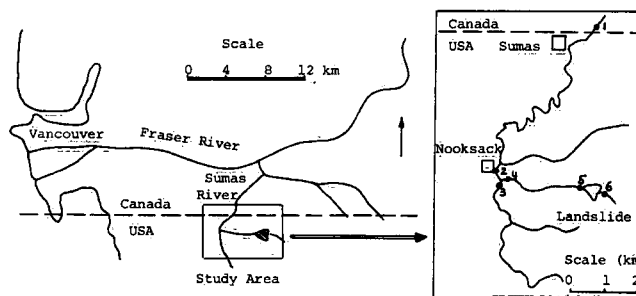 Scale
0 4 8 12 km
Vancouver
Fraser River
Sumas
River
Canada
USA
Study Area
Canada
USA Sumas
1
Nooksack
2
4
3
5
6
Landslide
Scale (km
0 1 2